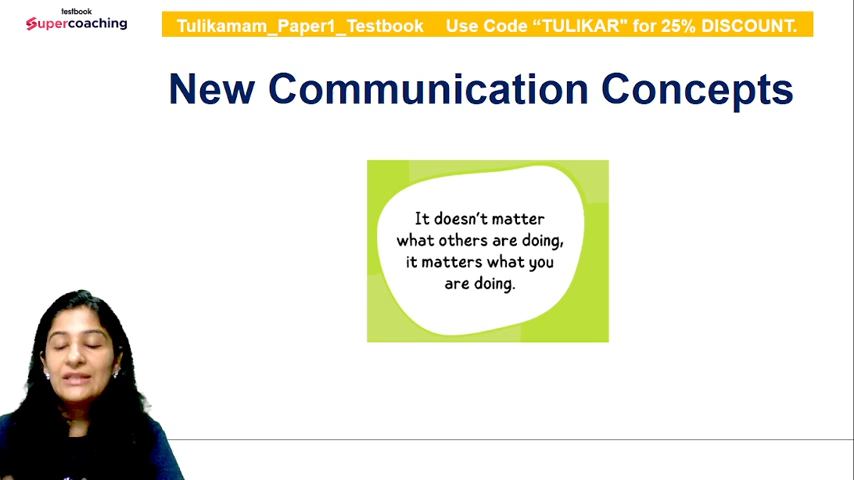 testbook
Supercoaching
Tulikamam_Paper1_Testbook Use Code “TULIKAR" for 25% DISCOUNT.
New Communication Concepts
It doesn't matter
what others are doing,
it matters what you
are doing.